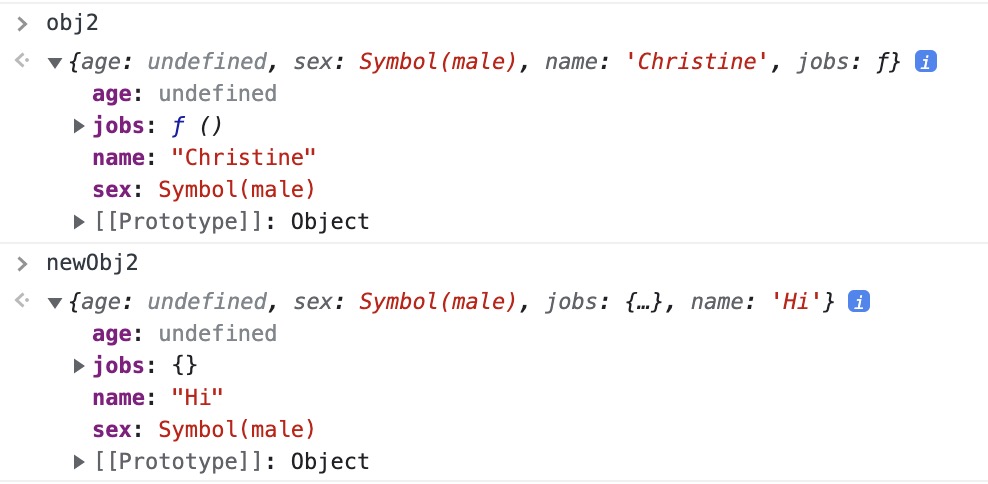 > obj2
{age: undefined, sex: Symbol(male), name: 'Christine', jobs: ƒ} i
age: undefined
jobs: ƒ ()
name: "Christine"
sex: Symbol(male)
[[Prototype]]: Object
> newObj2
{age: undefined, sex: Symbol(male), jobs: {…}, name: 'Hi'} i
age: undefined
jobs: {}
name: "Hi"
sex: Symbol(male)
[[Prototype]]: Object